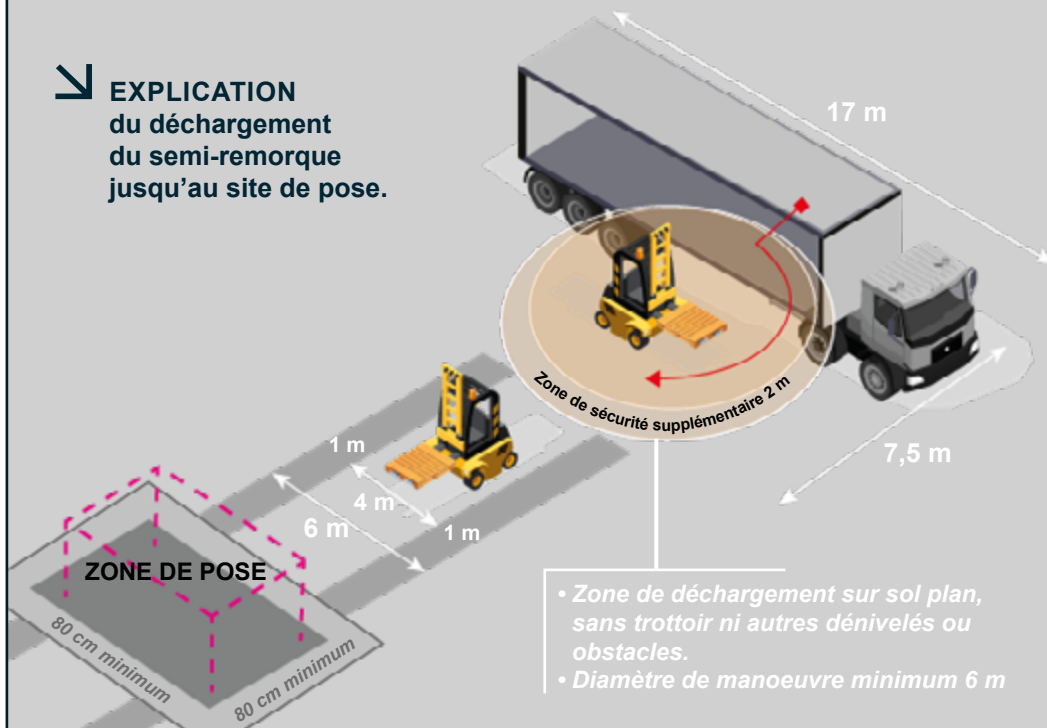 EXPLICATION
du déchargement
du semi-remorque
jusqu'au site de pose.
17 m
Zone de sécurité supplémentaire 2 m
7,5 m
1 m
4 m
6 m
1 m
ZONE DE POSE
80 cm minimum
80 cm minimum
• Zone de déchargement sur sol plan,
sans trottoir ni autres dénivelés ou
obstacles.
• Diamètre de manoeuvre minimum 6 m